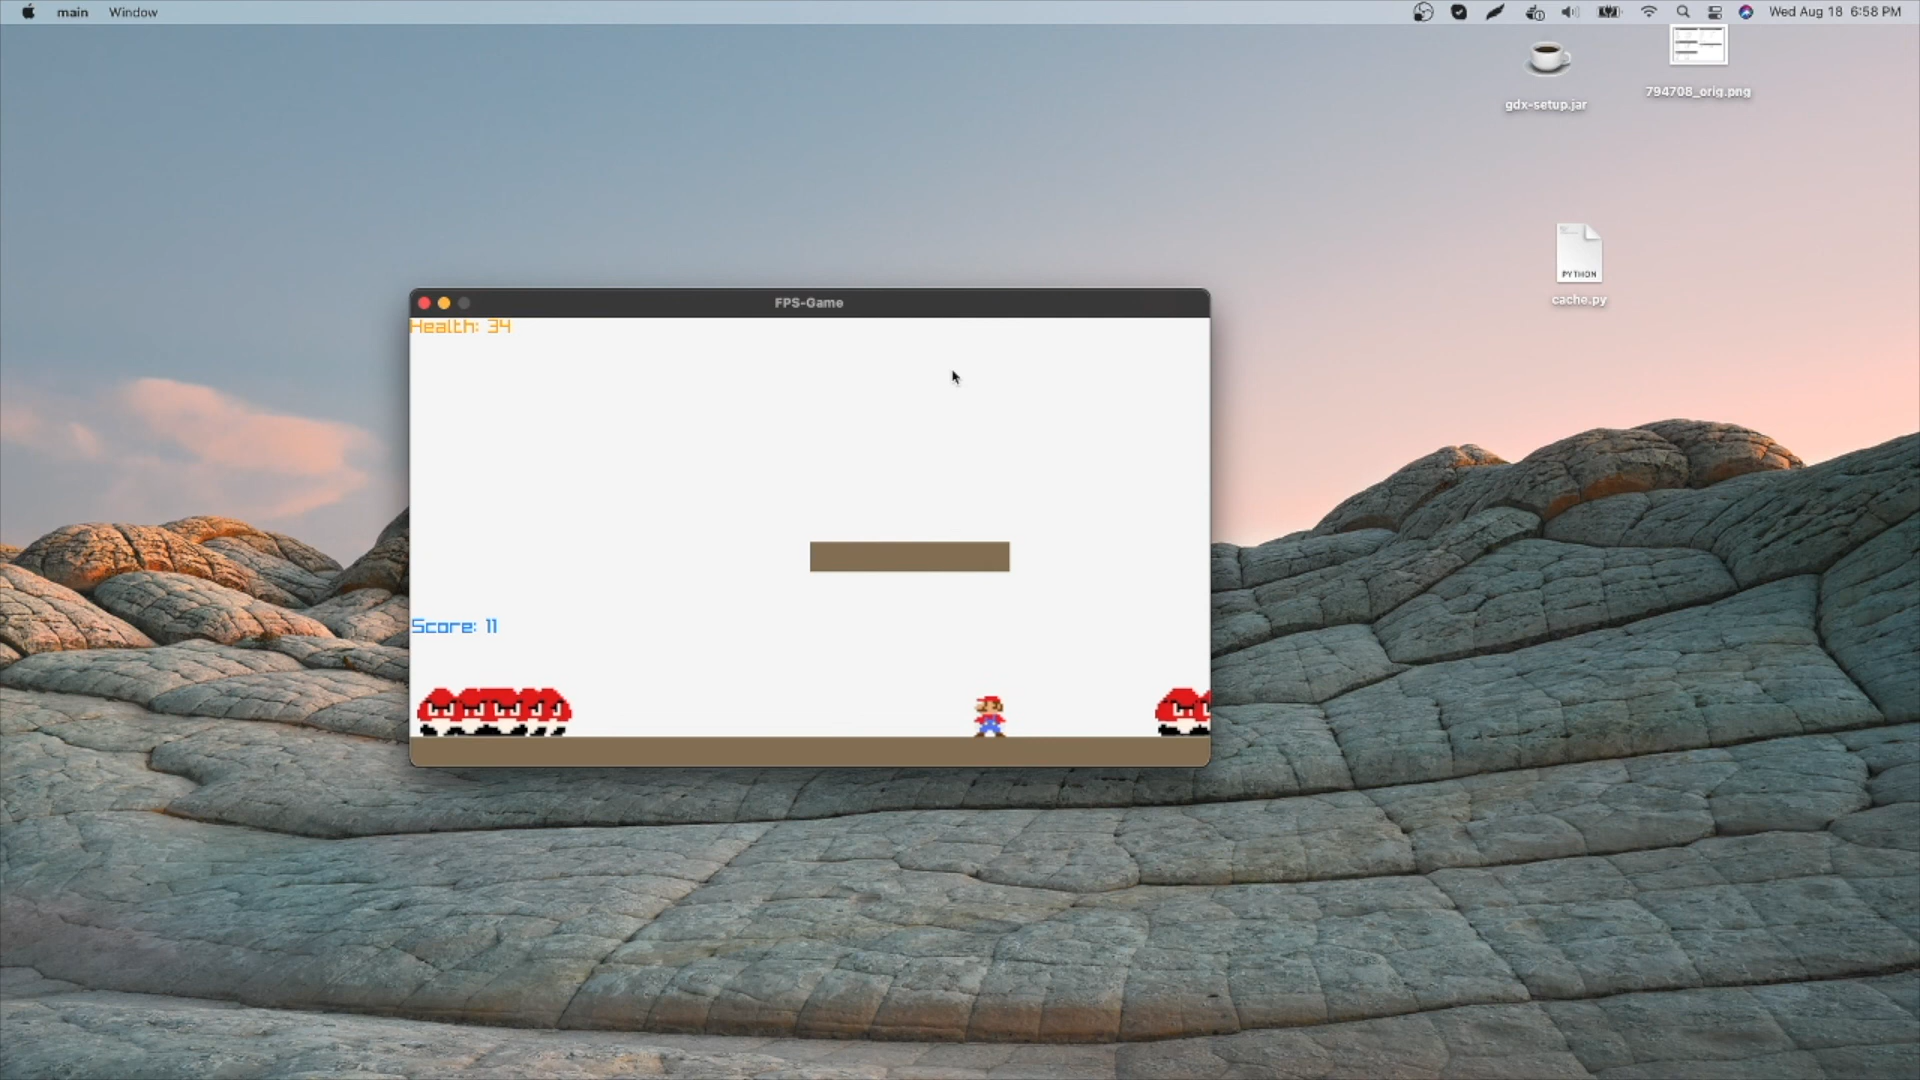 main Window Wed Aug 18 6:58 PM
794708_orig.png
gdx-setup.jar
PYTHON
cache.py
FPS-Game
Health: 34
Score: 11